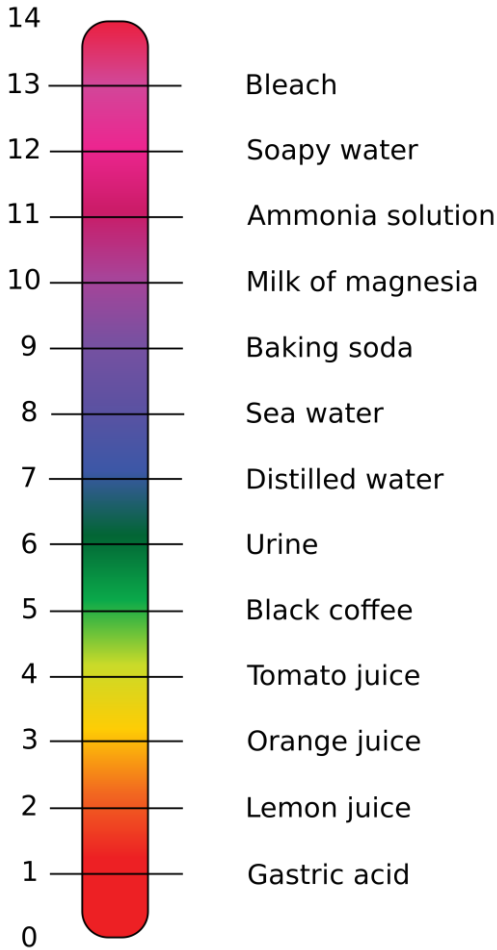 14
13 Bleach
12 Soapy water
11 Ammonia solution
10 Milk of magnesia
9 Baking soda
8 Sea water
7 Distilled water
6 Urine
5 Black coffee
4 Tomato juice
3 Orange juice
2 Lemon juice
1 Gastric acid
0